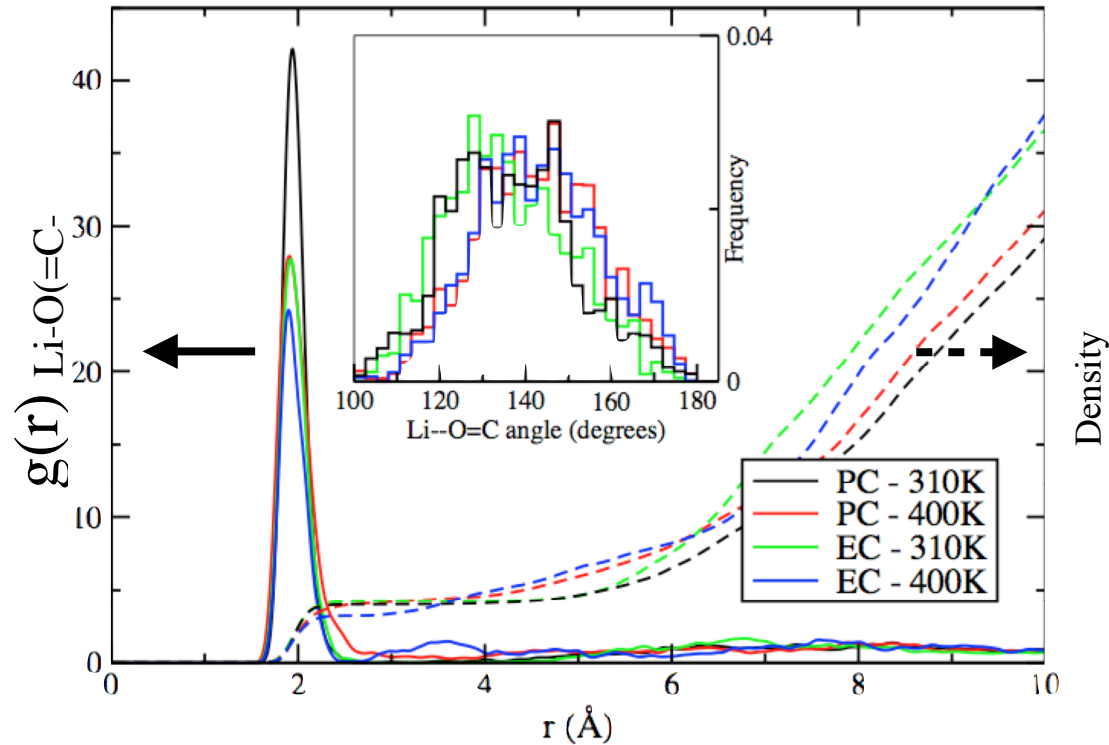 g(r) Li-O(=C-
40
30
20
10
0
0.04
Frequency
0
100
120
140
160
180
Li--O=C angle (degrees)
Density
PC - 310K
PC - 400K
EC - 310K
EC - 400K
0
2
4
6
8
10
r (Å)